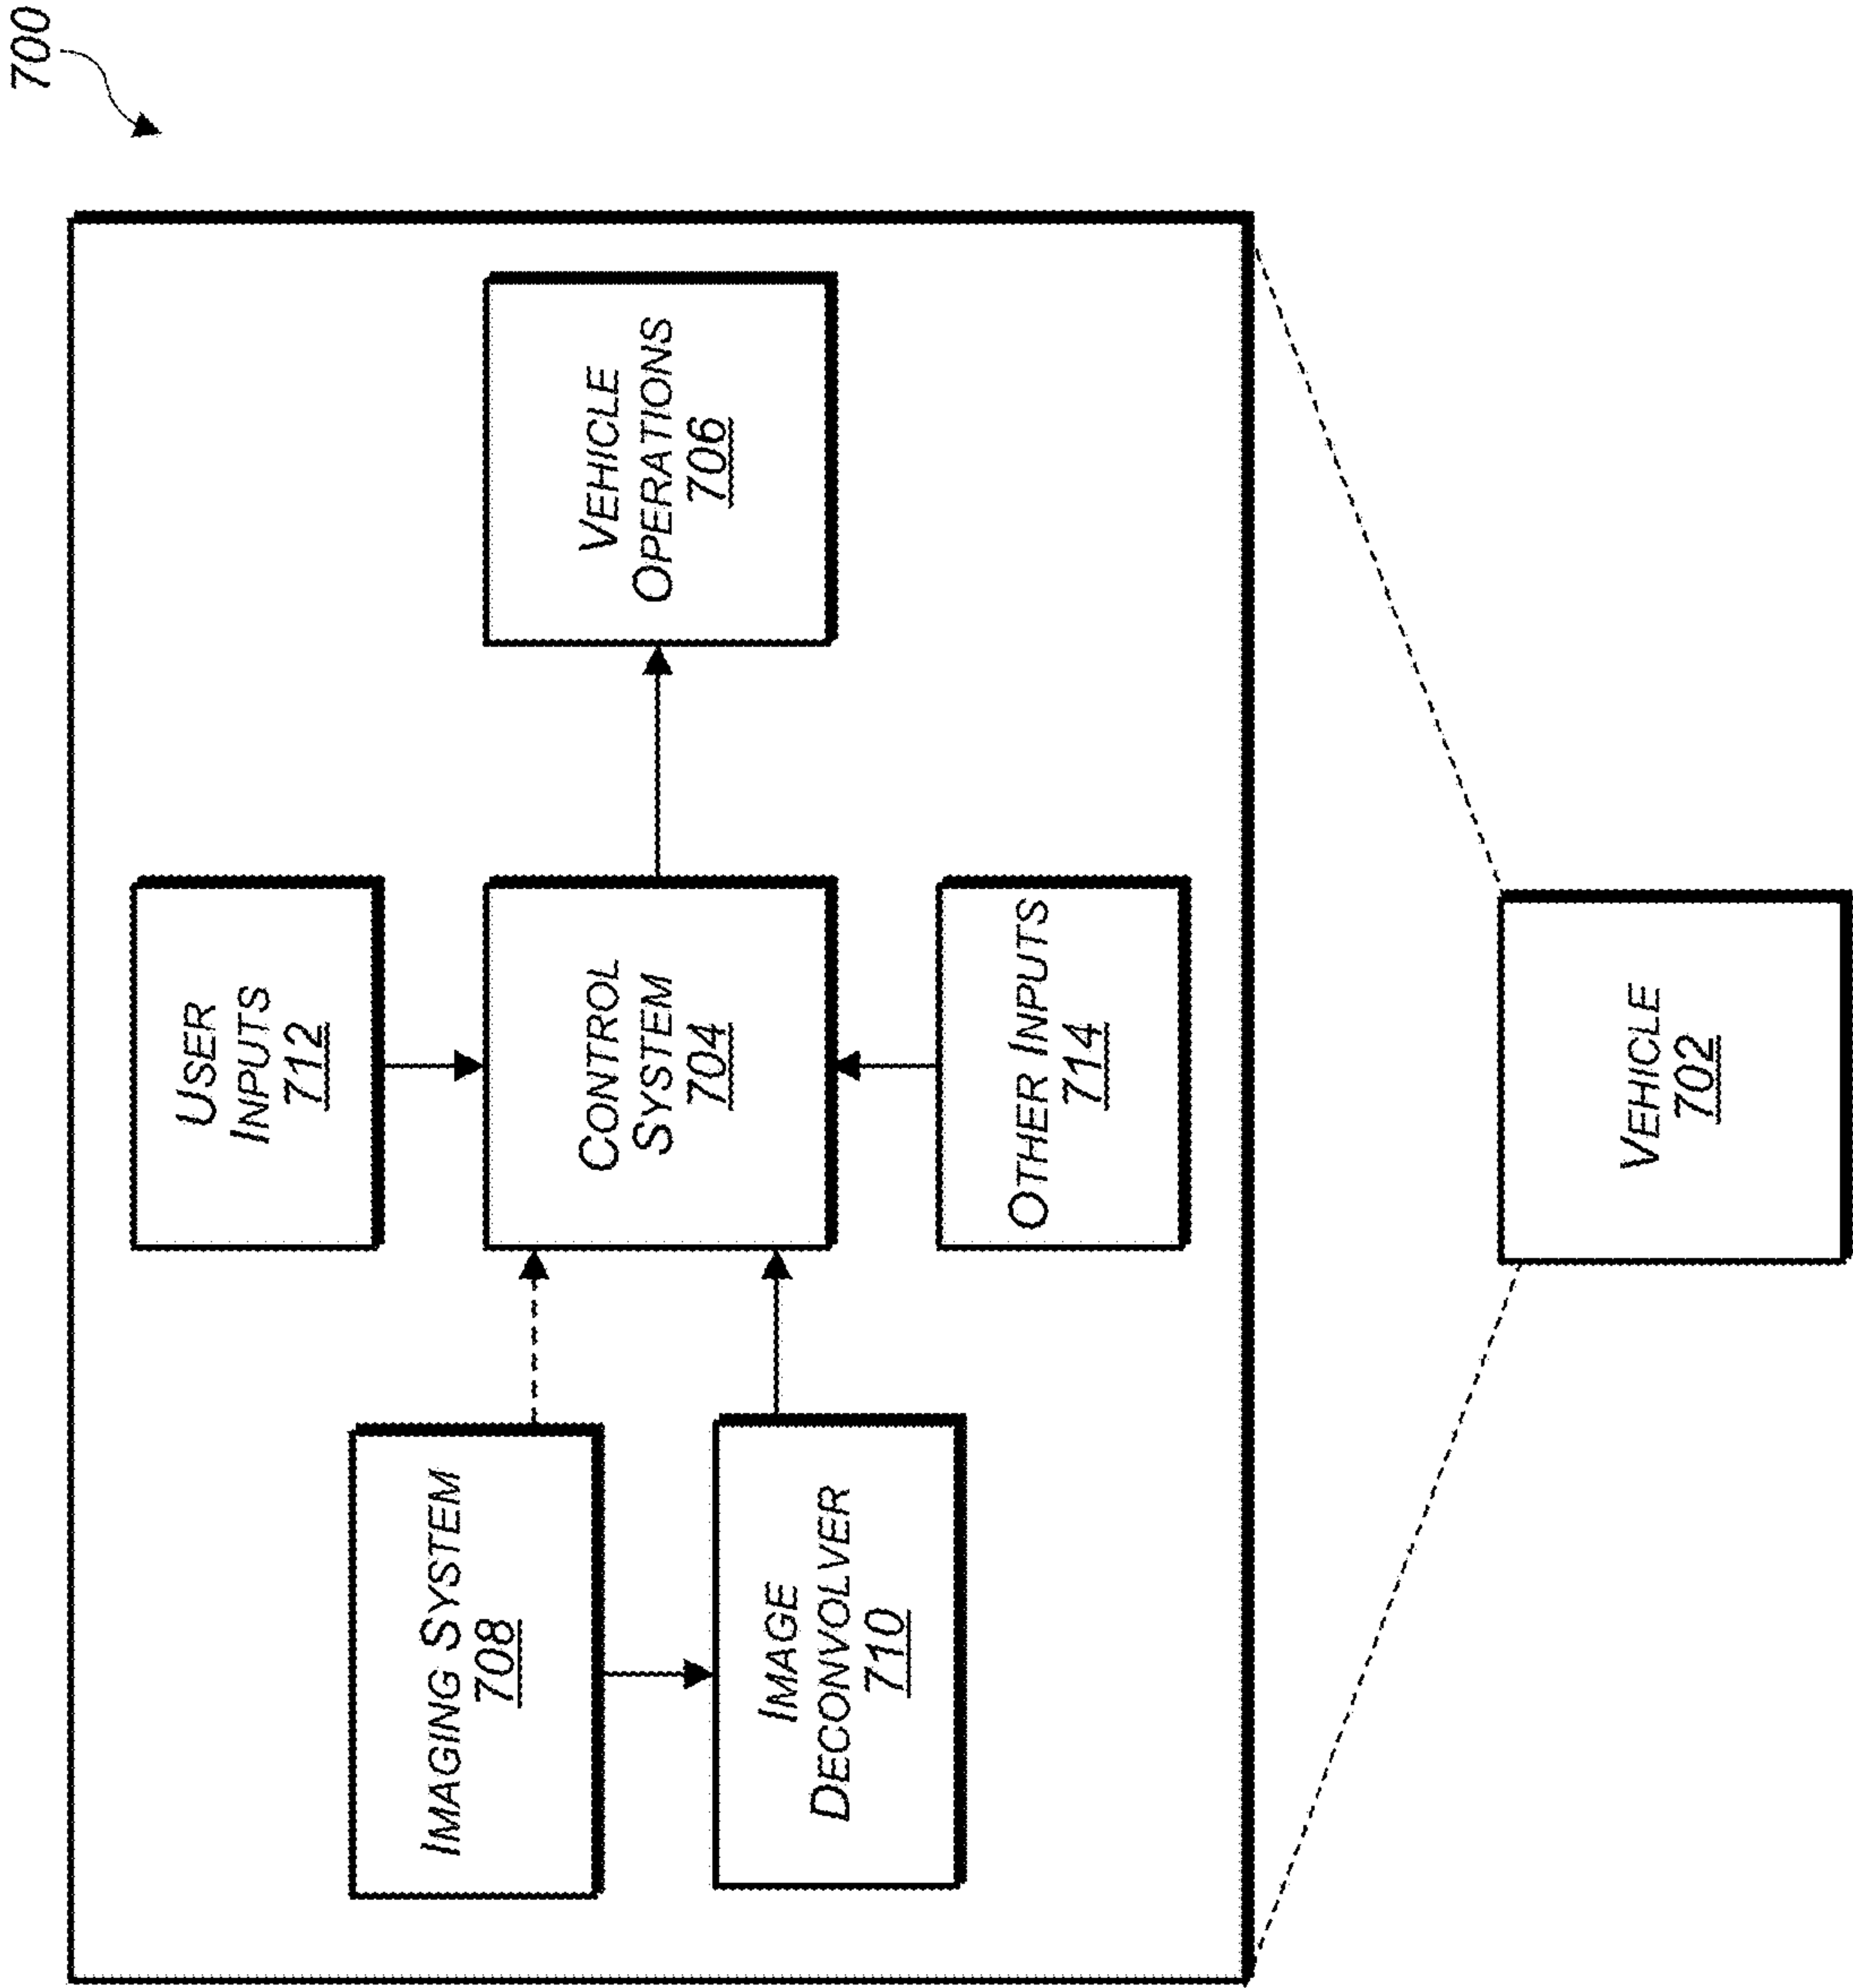 700
USER
INPUTS
712
IMAGING SYSTEM
708
CONTROL
SYSTEM
704
VEHICLE
OPERATIONS
706
IMAGE
DECONVOLVER
710
OTHER INPUTS
714
VEHICLE
702